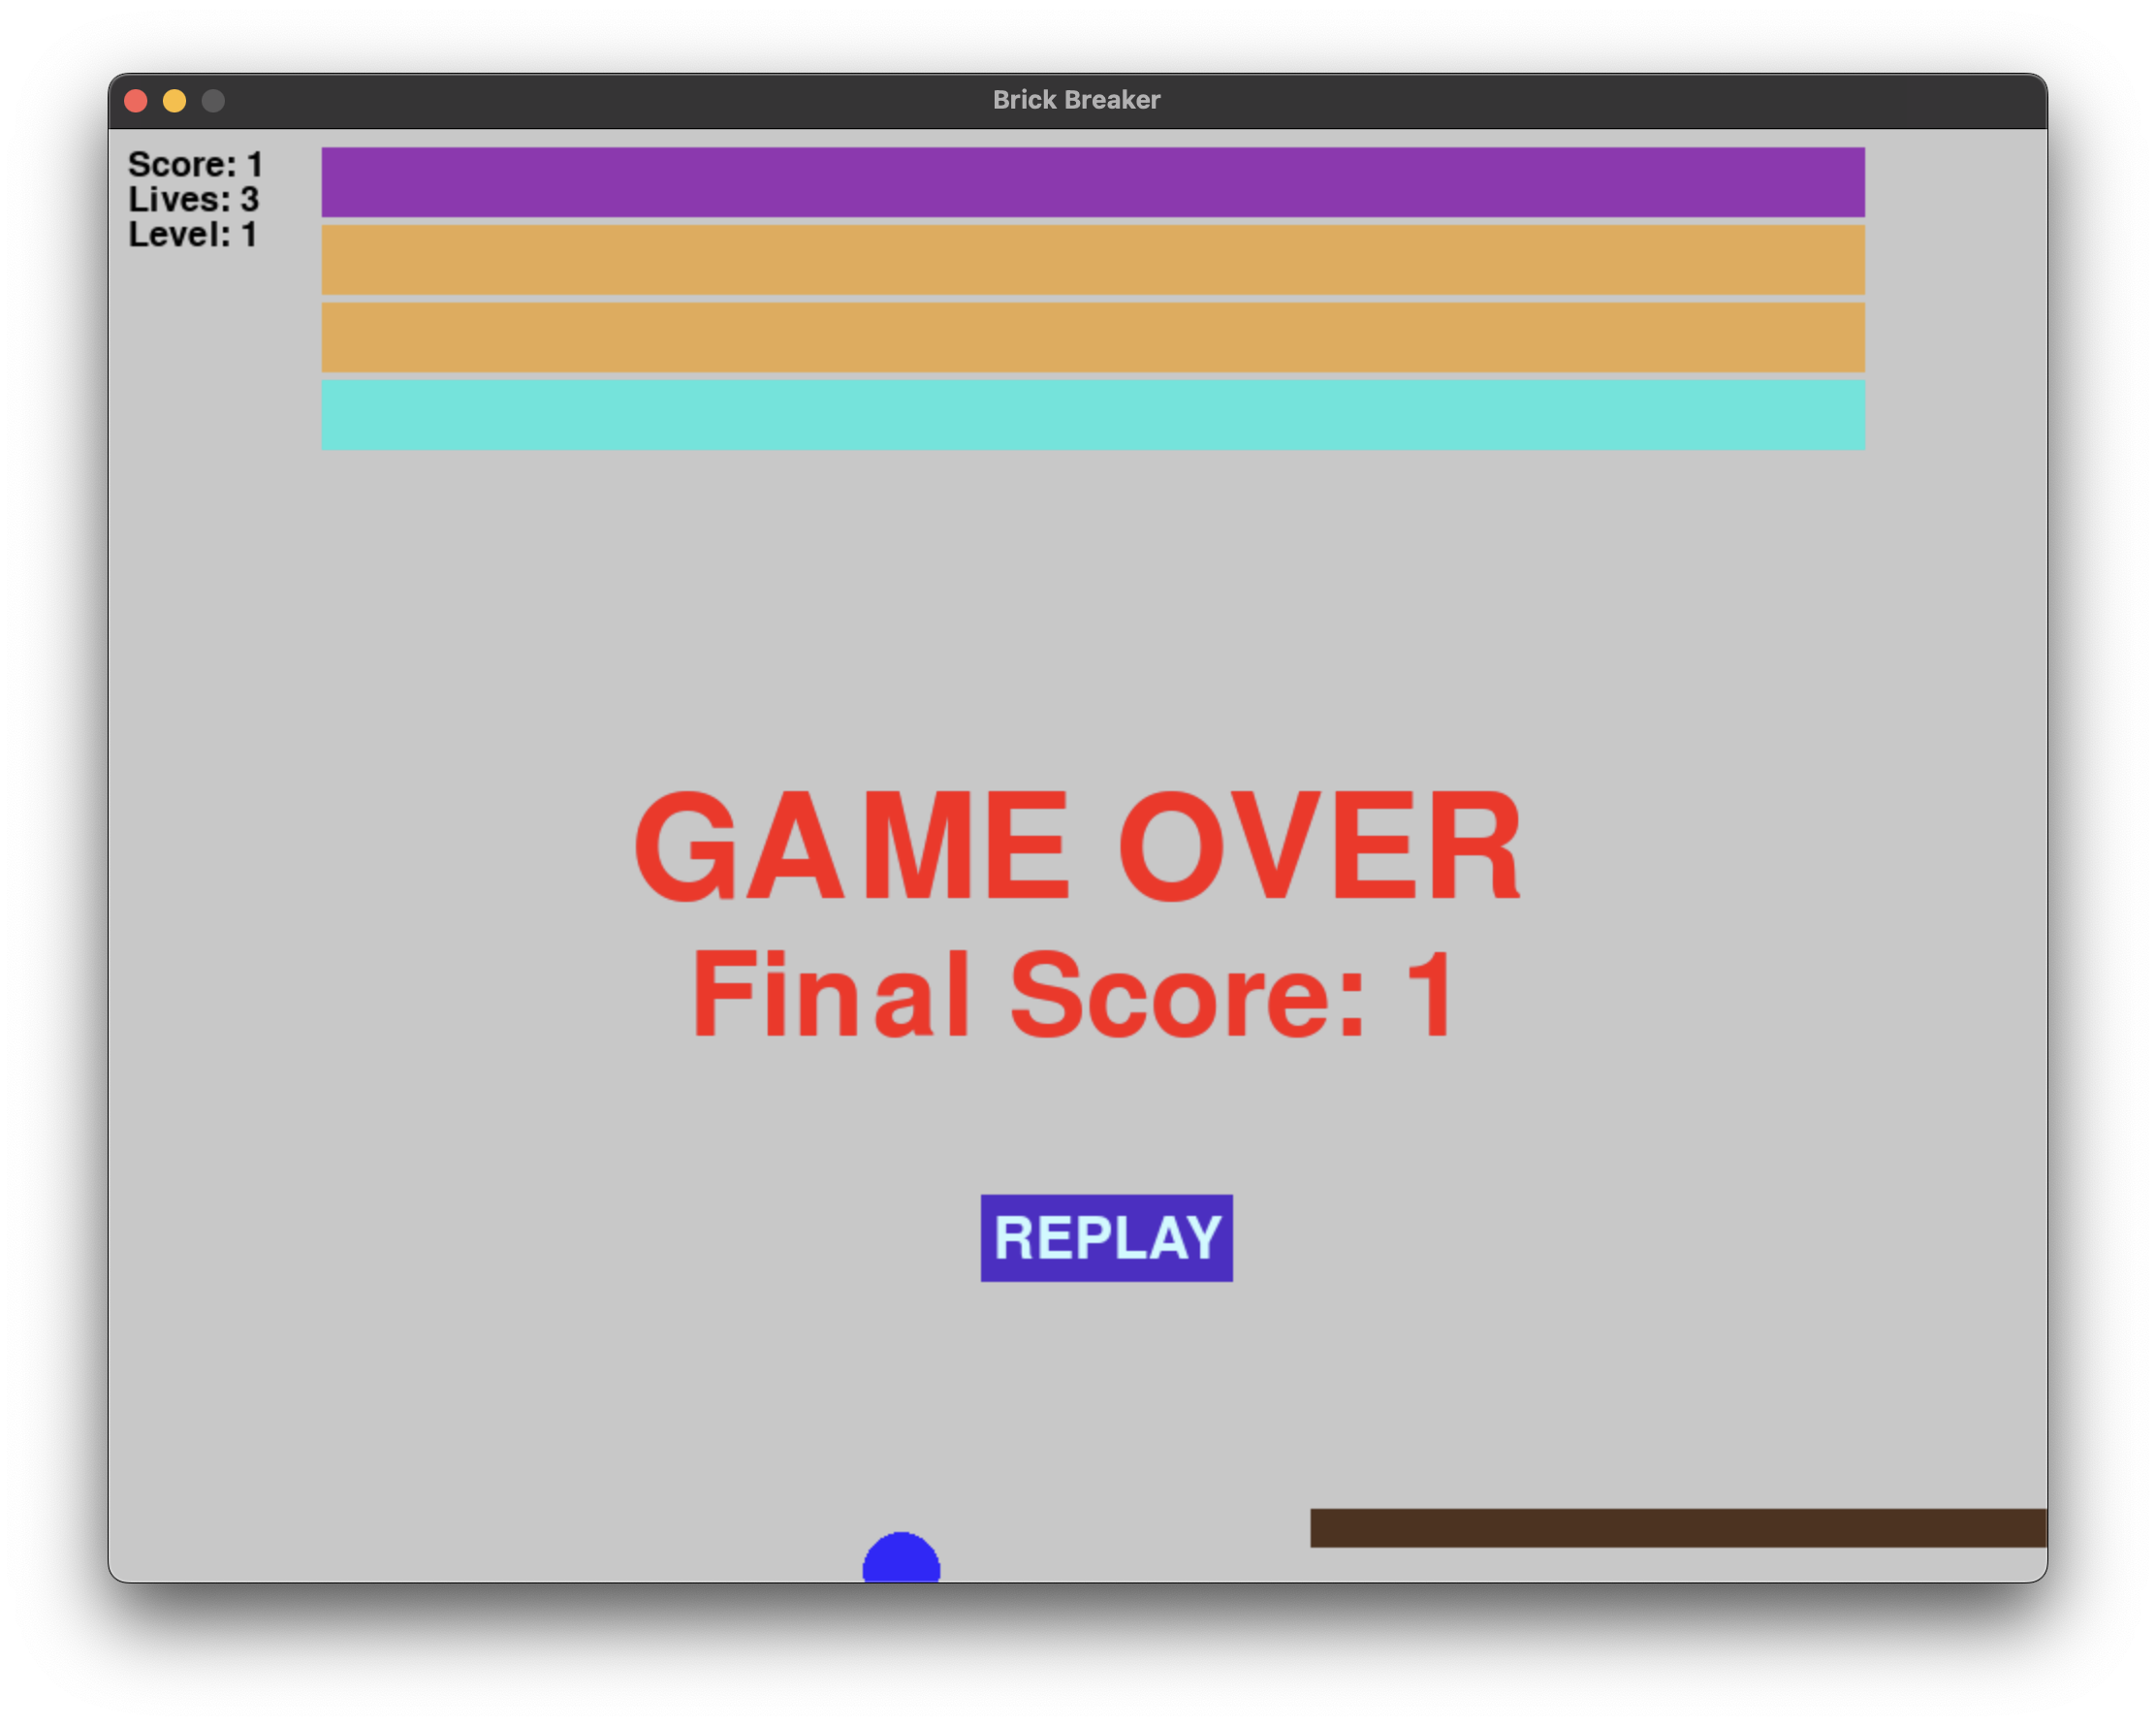 Brick Breaker
Score: 1
Lives: 3
Level: 1
GAME OVER
Final Score: 1
REPLAY